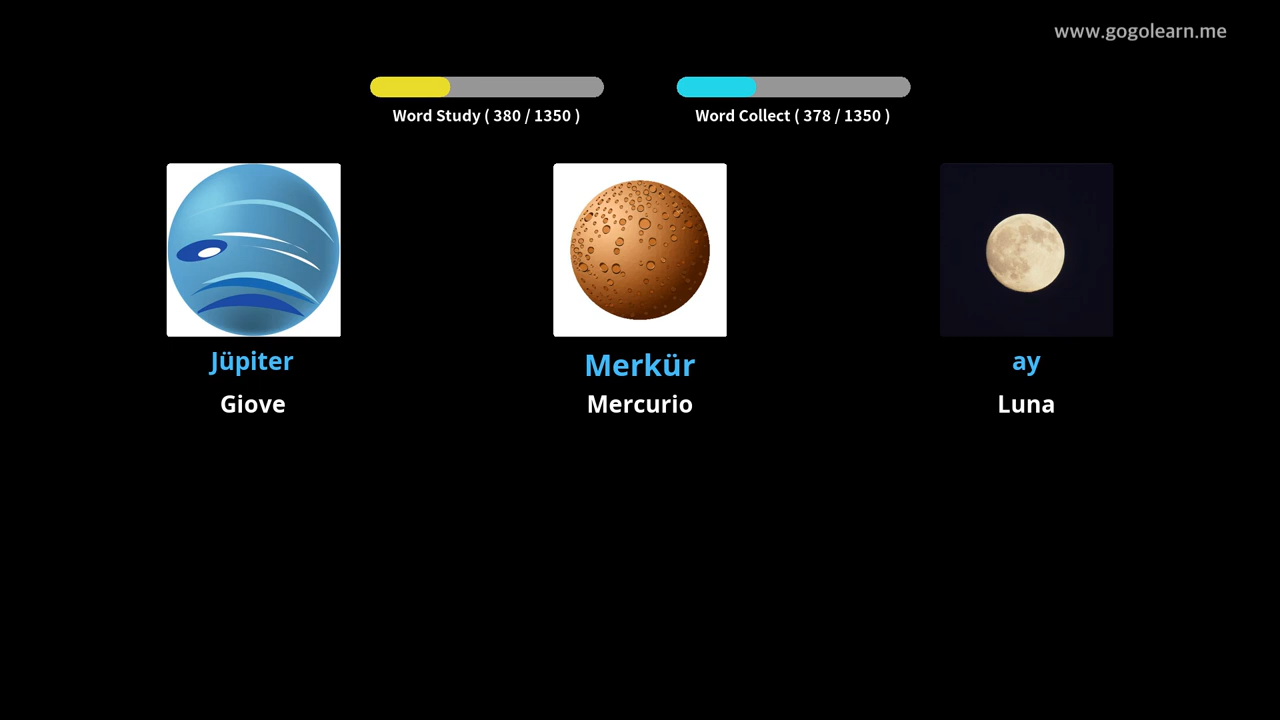 www.gogolearn.me
Word Study ( 380 / 1350 )
Word Collect ( 378 / 1350 )
Jüpiter
Giove
Merkür
Mercurio
ay
Luna